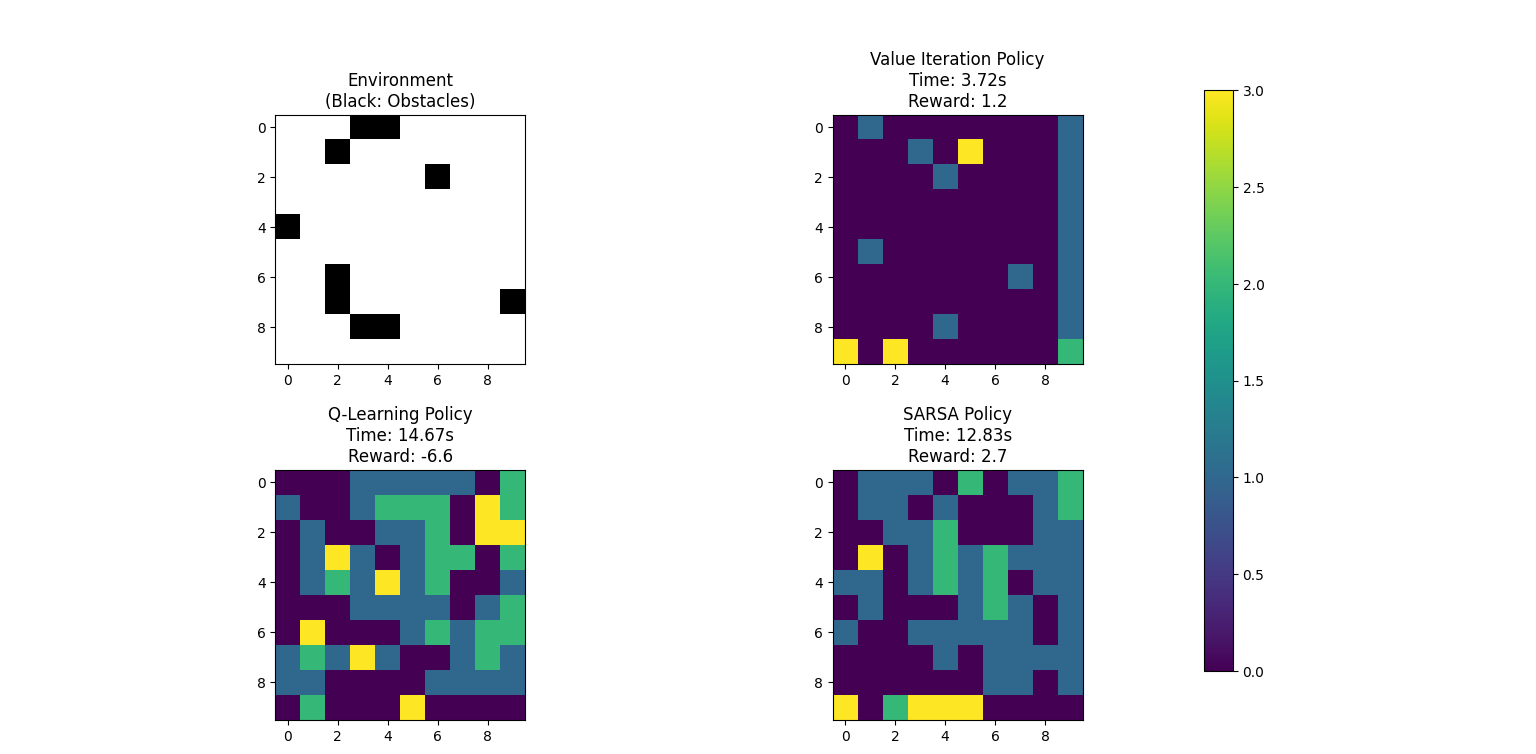 Environment
(Black: Obstacles)
0
2
4
6
8
0 2 4 6 8
Value Iteration Policy
Time: 3.72s
Reward: 1.2
0
2
4
6
8
0 2 4 6 8
3.0
2.5
2.0
1.5
1.0
0.5
0.0
Q-Learning Policy
Time: 14.67s
Reward: -6.6
0
2
4
6
8
0 2 4 6 8
SARSA Policy
Time: 12.83s
Reward: 2.7
0
2
4
6
8
0 2 4 6 8